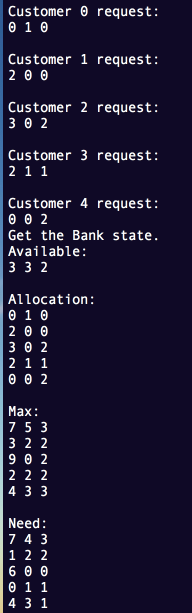 Customer 0 request:
0 1 0
Customer 1 request:
2 0 0
Customer 2 request:
3 0 2
Customer 3 request:
2 1 1
Customer 4 request:
0 0 2
Get the Bank state.
Available:
3 3 2
Allocation:
0 1 0
2 0 0
3 0 2
2 1 1
0 0 2
Max:
7 5 3
3 2 2
9 0 2
2 2 2
4 3 3
Need:
7 4 3
1 2 2
6 0 0
0 1 1
4 3 1